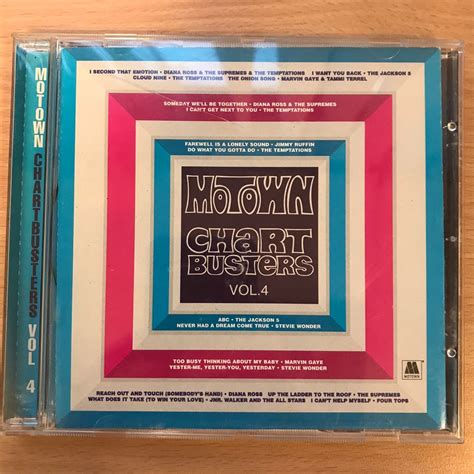 MOTOWN CHARTBUSTERS VOL 4
I SECOND THAT EMOTION • DIANA ROSS & THE SUPREMES & THE TEMPTATIONS I WANT YOU BACK • THE JACKSON 5
CLOUD NINE • THE TEMPTATIONS THE ONION SONG • MARVIN GAYE & TAMMI TERREL
SOMEDAY WE'LL BE TOGETHER • DIANA ROSS & THE SUPREMES
I CAN'T GET NEXT TO YOU • THE TEMPTATIONS
FAREWELL IS A LONELY SOUND • JIMMY RUFFIN
DO WHAT YOU GOTTA DO • THE TEMPTATIONS
MOTOWN
CHART
BUSTERS
VOL.4
ABC • THE JACKSON 5
NEVER HAD A DREAM COME TRUE • STEVIE WONDER
TOO BUSY THINKING ABOUT MY BABY • MARVIN GAYE
YESTER-ME, YESTER-YOU, YESTERDAY • STEVIE WONDER
M
MOTOWN
REACH OUT AND TOUCH (SOMEBODY'S HAND) • DIANA ROSS UP THE LADDER TO THE ROOF • THE SUPREMES
WHAT DOES IT TAKE (TO WIN YOUR LOVE) • JNR. WALKER AND THE ALL STARS I CAN'T HELP MYSELF • FOUR TOPS